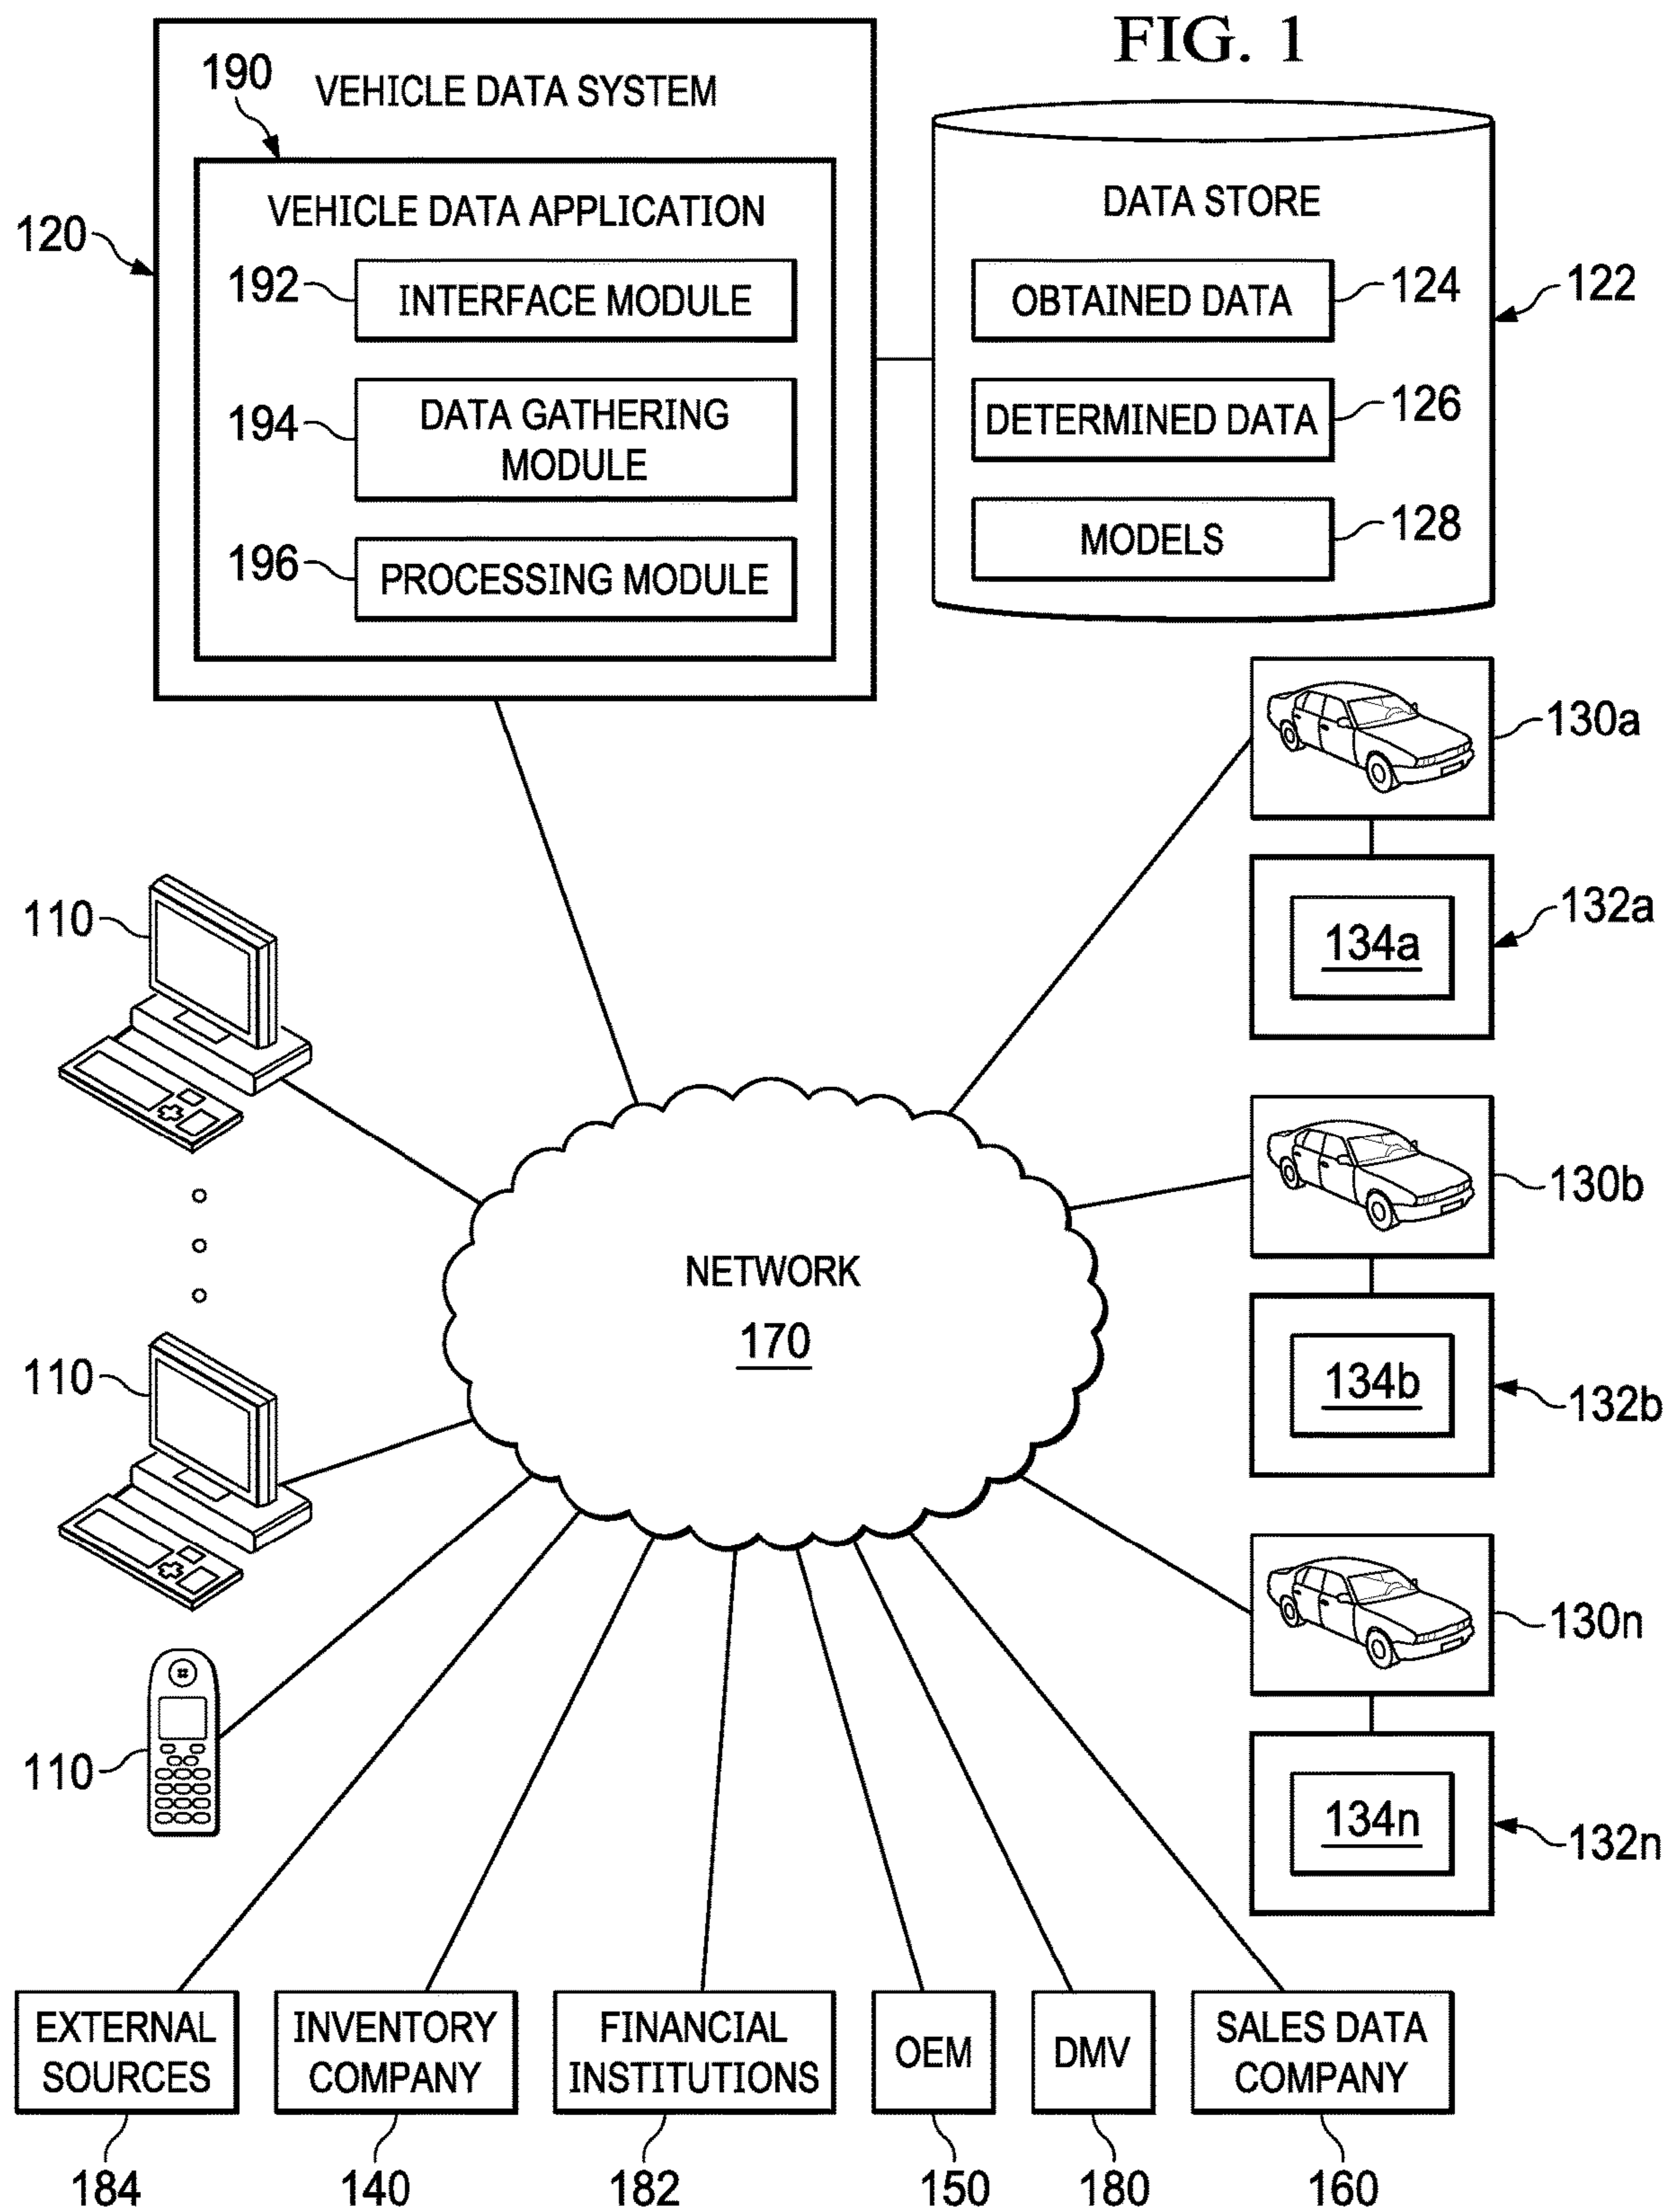 FIG. 1
190
VEHICLE DATA SYSTEM
VEHICLE DATA APPLICATION
120
192
INTERFACE MODULE
194
DATA GATHERING
MODULE
196
PROCESSING MODULE
DATA STORE
OBTAINED DATA
124
122
DETERMINED DATA
126
MODELS
128
130a
132a
134a
110
130b
134b
132b
NETWORK
170
110
130n
134n
132n
110
EXTERNAL
SOURCES
INVENTORY
COMPANY
FINANCIAL
INSTITUTIONS
OEM
DMV
SALES DATA
COMPANY
184
140
182
150
180
160